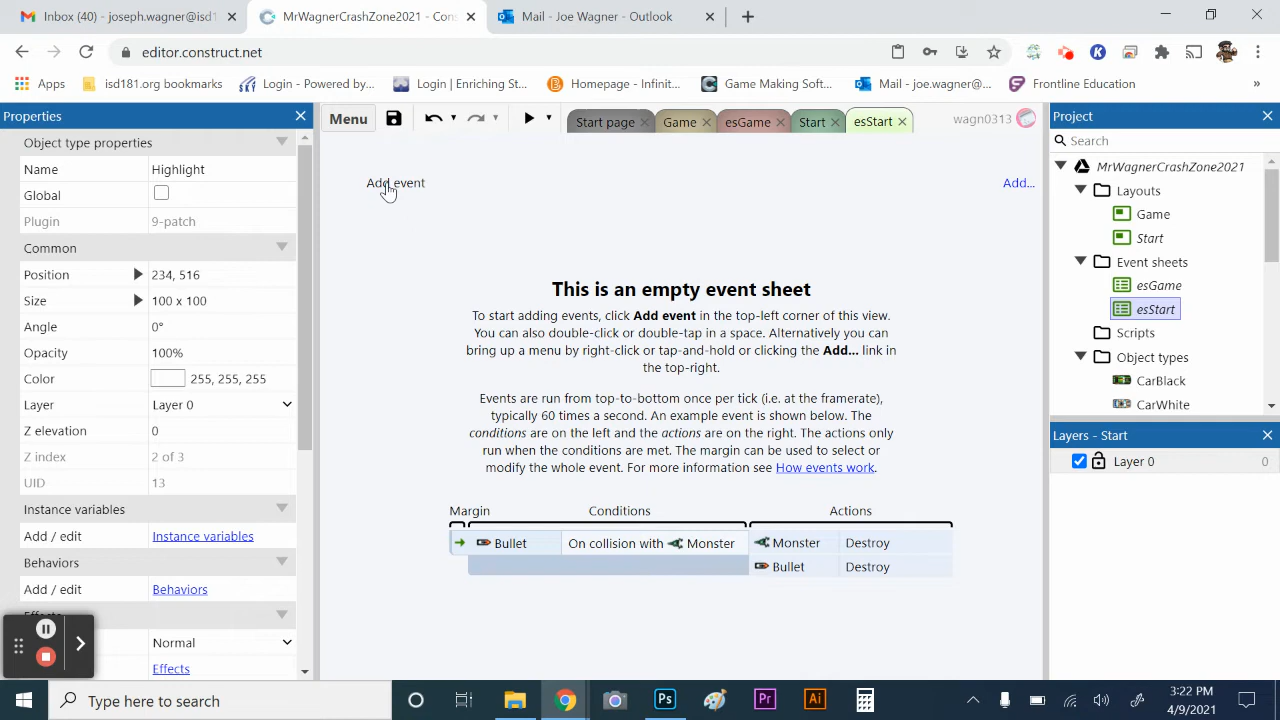 Inbox (40) - joseph.wagner@isd1
MrWagnerCrashZone2021 - Cons
Mail - Joe Wagner - Outlook
editor.construct.net
Apps
isd181.org bookmarks
Login - Powered by...
Login | Enriching St...
Homepage - Infinit...
Game Making Soft...
Mail - joe.wagner@...
Frontline Education
»
Properties
Menu
Start page
Game
esGame
Start
esStart
wagn0313
Project
Object type properties
Name Highlight
Global
Plugin 9-patch
Common
Position 234, 516
Size 100 x 100
Angle 0°
Opacity 100%
Color 255, 255, 255
Layer Layer 0
Z elevation 0
Z index 2 of 3
UID 13
Instance variables
Add / edit Instance variables
Behaviors
Add / edit Behaviors
Normal
Effects
Add event
Add...
This is an empty event sheet
To start adding events, click Add event in the top-left corner of this view.
You can also double-click or double-tap in a space. Alternatively you can
bring up a menu by right-click or tap-and-hold or clicking the Add... link in
the top-right.
Events are run from top-to-bottom once per tick (i.e. at the framerate),
typically 60 times a second. An example event is shown below. The
conditions are on the left and the actions are on the right. The actions only
run when the conditions are met. The margin can be used to select or
modify the whole event. For more information see How events work.
Margin Conditions Actions
Bullet On collision with Monster Monster Destroy
Bullet Destroy
Search
MrWagnerCrashZone2021
Layouts
Game
Start
Event sheets
esGame
esStart
Scripts
Object types
CarBlack
CarWhite
Layers - Start
Layer 0 0
Type here to search
3:22 PM
4/9/2021